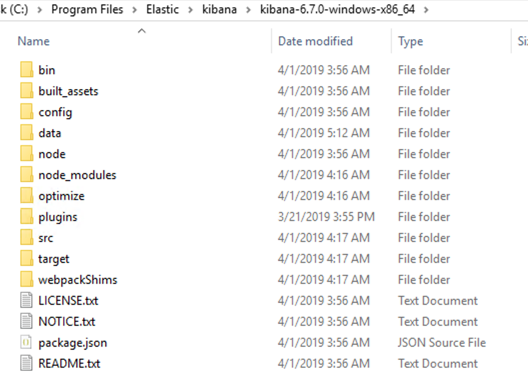 k (C:) > Program Files > Elastic > kibana > kibana-6.7.0-windows-x86_64 >
Name Date modified Type Si
bin 4/1/2019 3:56 AM File folder
built_assets 4/1/2019 3:56 AM File folder
config 4/1/2019 3:56 AM File folder
data 4/1/2019 5:12 AM File folder
node 4/1/2019 3:56 AM File folder
node_modules 4/1/2019 4:16 AM File folder
optimize 4/1/2019 4:16 AM File folder
plugins 3/21/2019 3:55 PM File folder
src 4/1/2019 4:17 AM File folder
target 4/1/2019 4:17 AM File folder
webpackShims 4/1/2019 4:17 AM File folder
LICENSE.txt 4/1/2019 3:56 AM Text Document
NOTICE.txt 4/1/2019 3:56 AM Text Document
package.json 4/1/2019 3:56 AM JSON Source File
README.txt 4/1/2019 3:56 AM Text Document